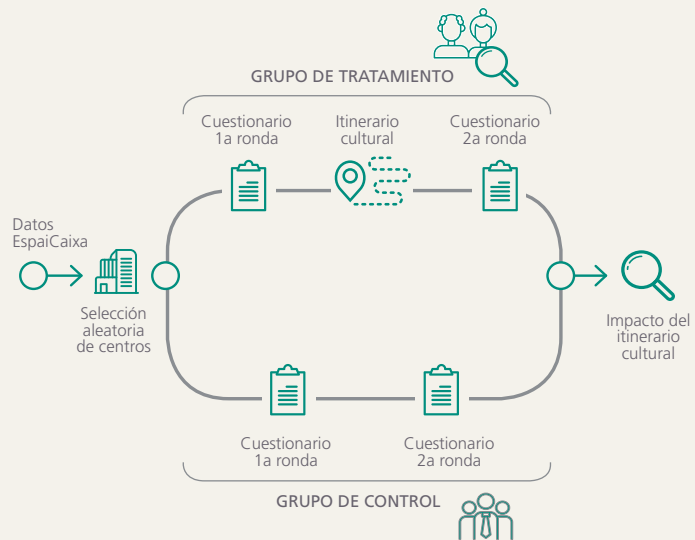 GRUPO DE TRATAMIENTO
Cuestionario
1a ronda
Itinerario
cultural
Cuestionario
2a ronda
Datos
EspaiCaixa
Selección
aleatoria
de centros
Impacto del
itinerario
cultural
Cuestionario
1a ronda
Cuestionario
2a ronda
GRUPO DE CONTROL